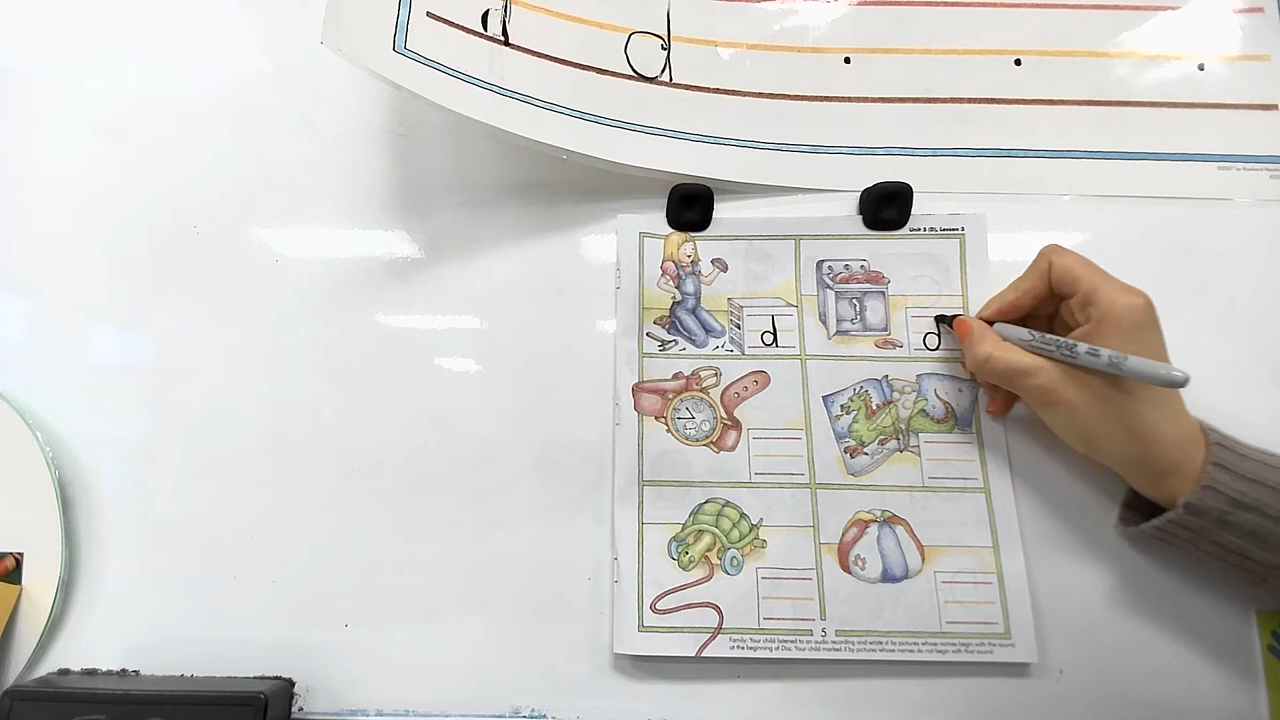 d d
Unit 5 (D), Lesson 3
d
d
Sharpie
5
Family: Your child listened to an audio recording and wrote d by pictures whose names begin with the sound
at the beginning of Doc. Your child marked X by pictures whose names do not begin with that sound.